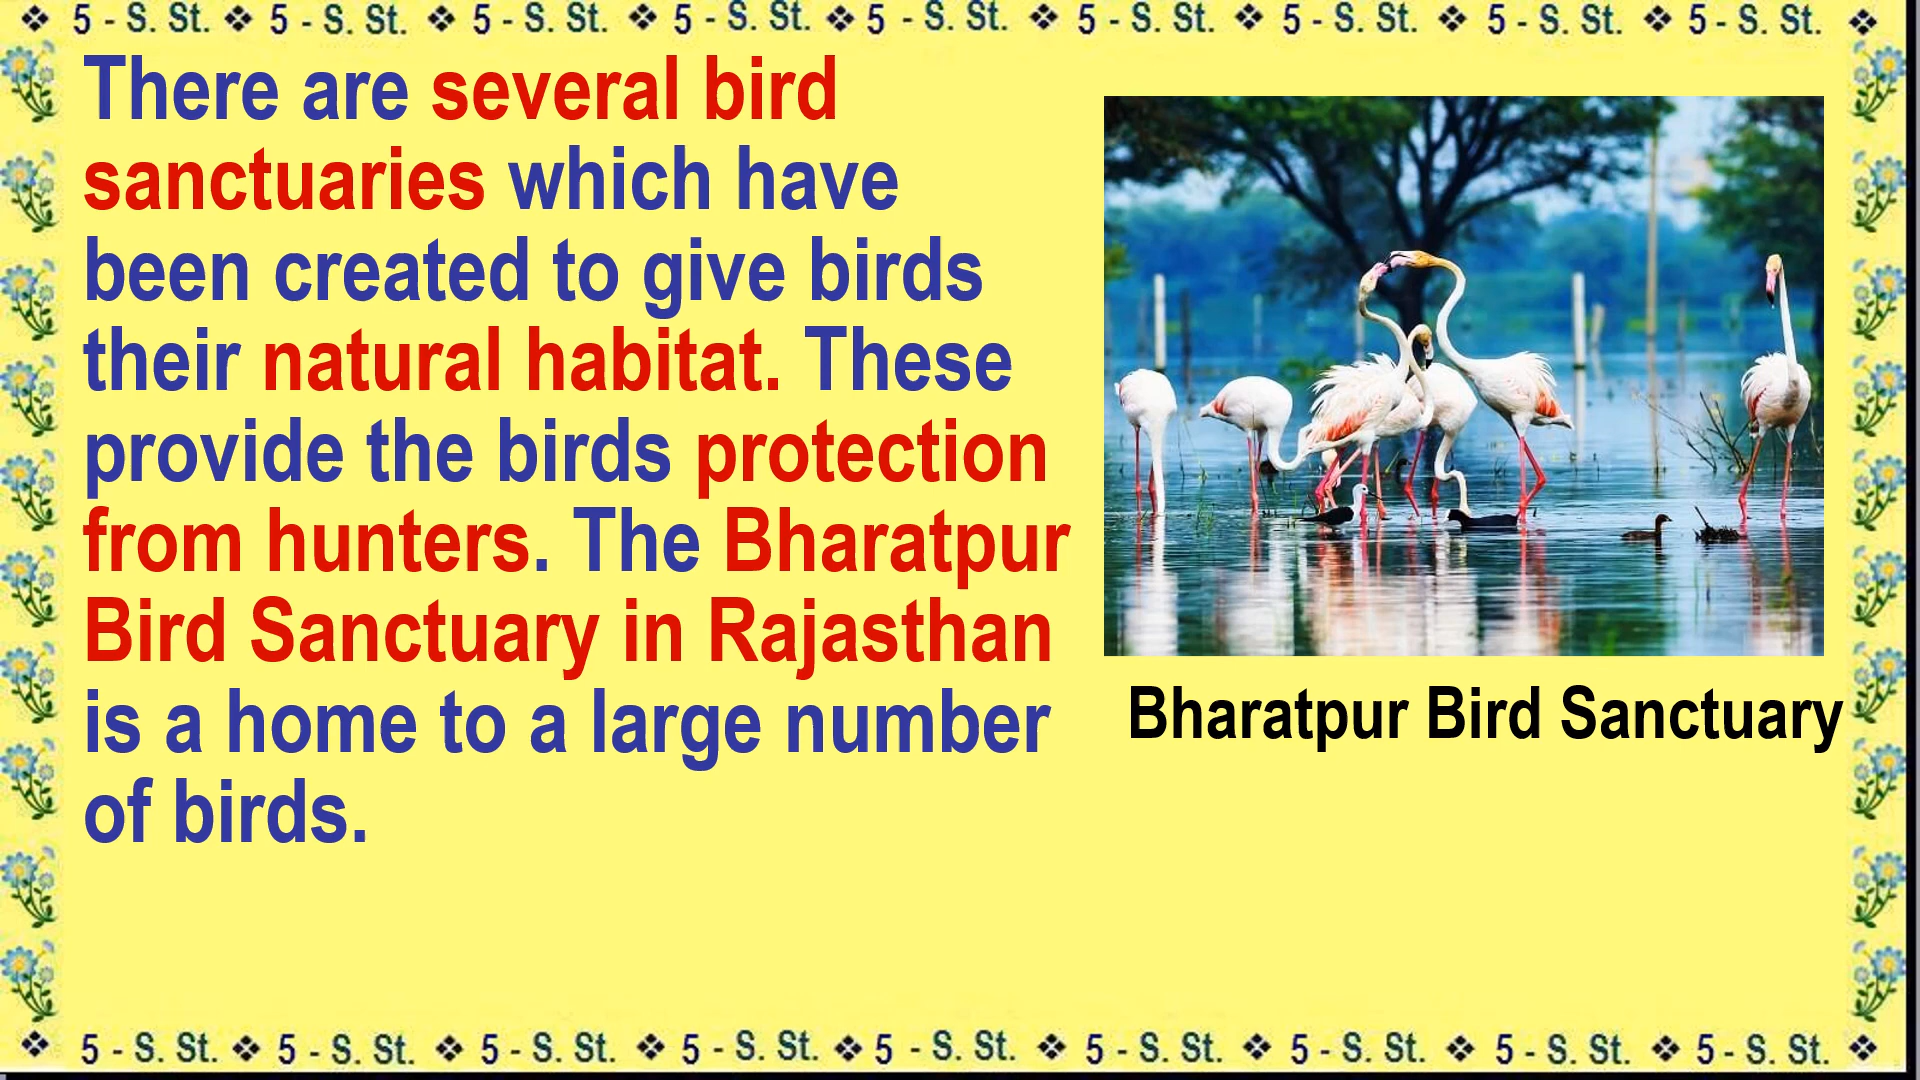 ❖ 5 - S. St. ❖ 5 - S. St. ❖ 5 - S. St. ❖ 5 - S. St. ❖ 5 - S. St. ❖ 5 - S. St. ❖ 5 - S. St. ❖ 5 - S. St. ❖ 5 - S. St. ❖
There are several bird
sanctuaries which have
been created to give birds
their natural habitat. These
provide the birds protection
from hunters. The Bharatpur
Bird Sanctuary in Rajasthan
is a home to a large number
of birds.
Bharatpur Bird Sanctuary
❖ 5 - S. St. ❖ 5 - S. St. ❖ 5 - S. St. ❖ 5 - S. St. ❖ 5 - S. St. ❖ 5 - S. St. ❖ 5 - S. St. ❖ 5 - S. St. ❖ 5 - S. St. ❖